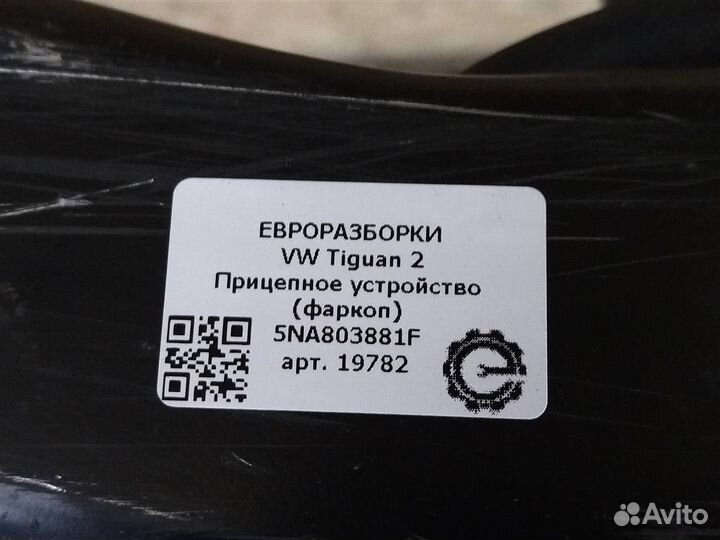 ЕВРОРАЗБОРКИ
VW Tiguan 2
Прицепное устройство
(фаркоп)
5NA803881F
арт. 19782
Avito